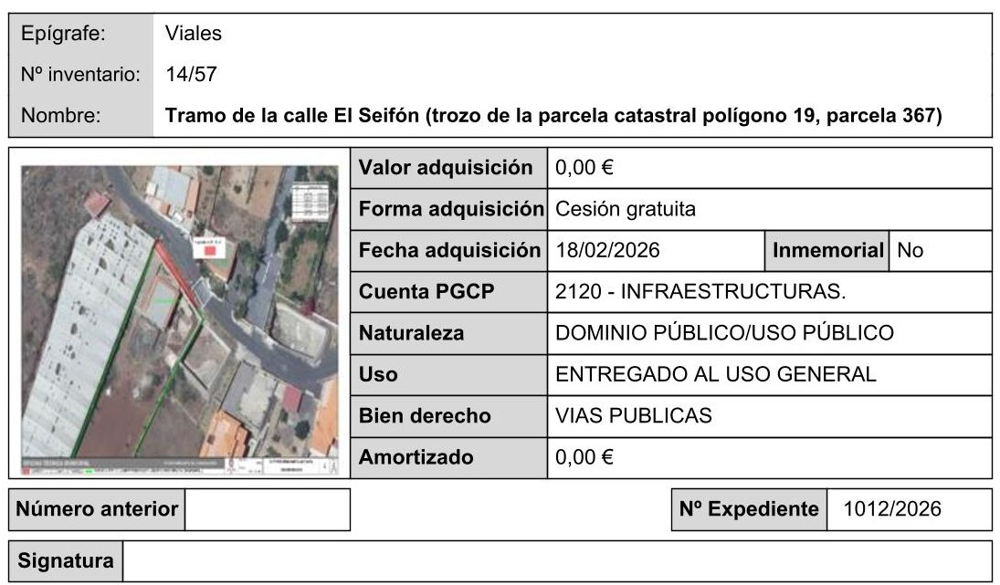 Epígrafe: Viales
Nº inventario: 14/57
Nombre: Tramo de la calle El Seifón (trozo de la parcela catastral polígono 19, parcela 367)
Valor adquisición 0,00 €
Forma adquisición Cesión gratuita
Fecha adquisición 18/02/2026 Inmemorial No
Cuenta PGCP 2120 - INFRAESTRUCTURAS.
Naturaleza DOMINIO PÚBLICO/USO PÚBLICO
Uso ENTREGADO AL USO GENERAL
Bien derecho VIAS PUBLICAS
Amortizado 0,00 €
OFICINA TÉCNICA MUNICIPAL
Número anterior
Nº Expediente 1012/2026
Signatura